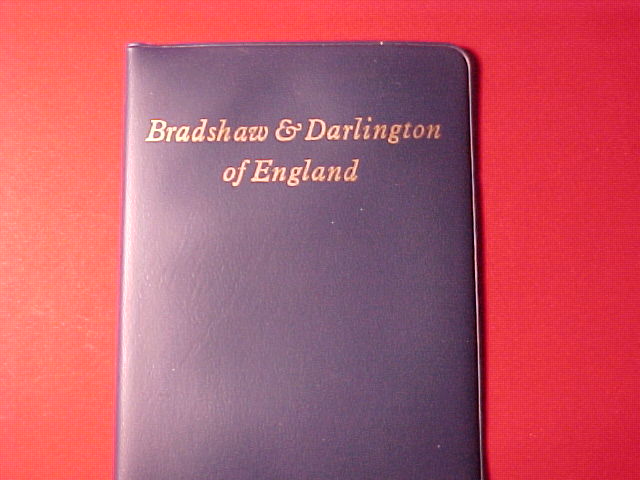 Bradshaw & Darlington
of England